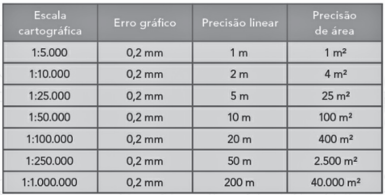 Escala cartográfica Erro gráfico Precisão linear Precisão de área
1:5.000 0,2 mm 1 m 1 m²
1:10.000 0,2 mm 2 m 4 m²
1:25.000 0,2 mm 5 m 25 m²
1:50.000 0,2 mm 10 m 100 m²
1:100.000 0,2 mm 20 m 400 m²
1:250.000 0,2 mm 50 m 2.500 m²
1:1.000.000 0,2 mm 200 m 40.000 m²